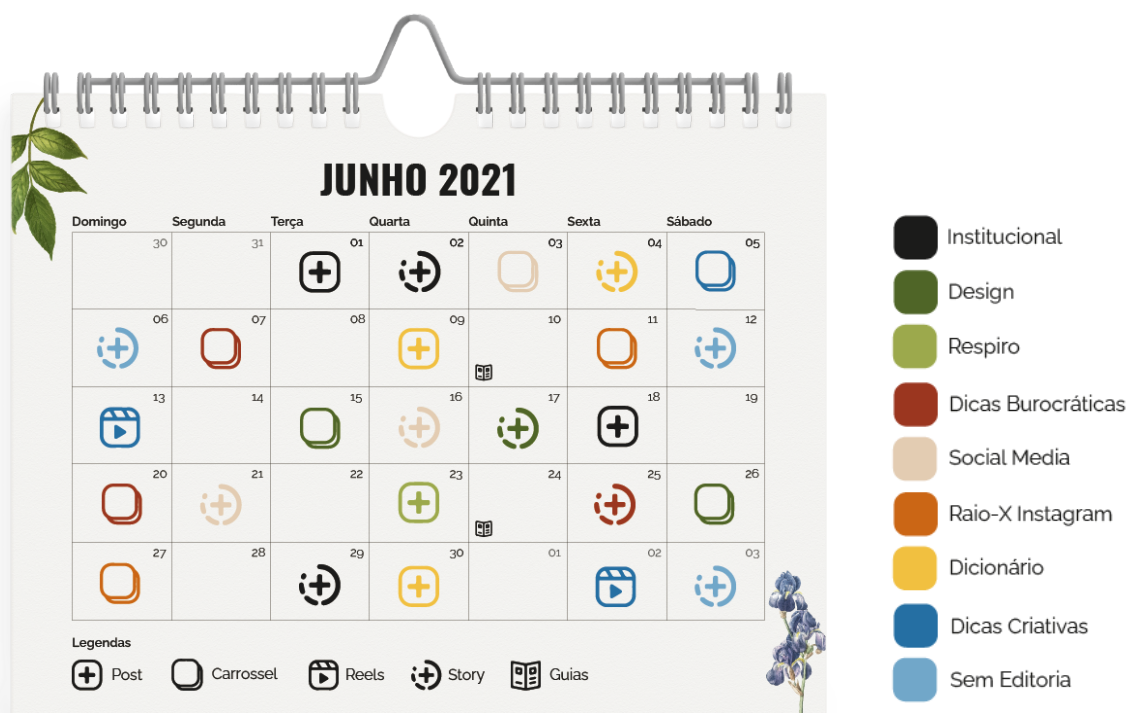 JUNHO 2021
Domingo Segunda Terça Quarta Quinta Sexta Sábado
30 31 01 02 03 04 05
06 07 08 09 10 11 12
13 14 15 16 17 18 19
20 21 22 23 24 25 26
27 28 29 30 01 02 03
Legendas
Post Carrossel Reels Story Guias
Institucional
Design
Respiro
Dicas Burocráticas
Social Media
Raio-X Instagram
Dicionário
Dicas Criativas
Sem Editoria